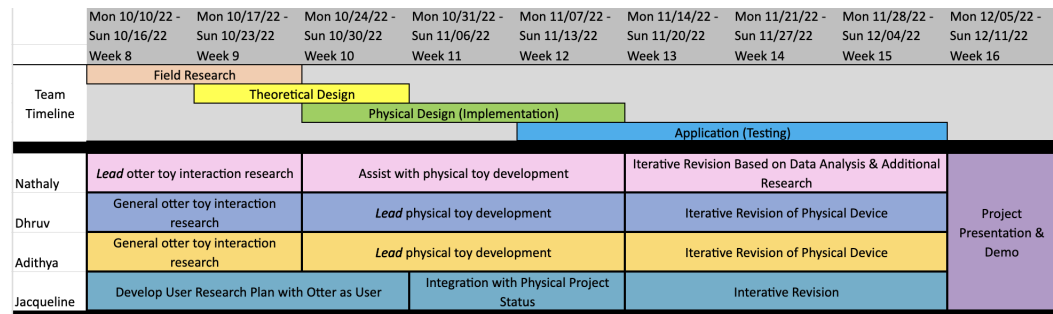 Mon 10/10/22 - Mon 10/17/22 - Mon 10/24/22 - Mon 10/31/22 - Mon 11/07/22 - Mon 11/14/22 - Mon 11/21/22 - Mon 11/28/22 - Mon 12/05/22 -
Sun 10/16/22 Sun 10/23/22 Sun 10/30/22 Sun 11/06/22 Sun 11/13/22 Sun 11/20/22 Sun 11/27/22 Sun 12/04/22 Sun 12/11/22
Week 8 Week 9 Week 10 Week 11 Week 12 Week 13 Week 14 Week 15 Week 16
Team
Timeline
Field Research
Theoretical Design
Physical Design (Implementation)
Application (Testing)
Nathaly
Lead otter toy interaction research
Assist with physical toy development
Iterative Revision Based on Data Analysis & Additional
Research
Dhruv
General otter toy interaction
research
Lead physical toy development
Iterative Revision of Physical Device
Adithya
General otter toy interaction
research
Lead physical toy development
Iterative Revision of Physical Device
Jacqueline
Develop User Research Plan with Otter as User
Integration with Physical Project
Status
Interative Revision
Project
Presentation &
Demo